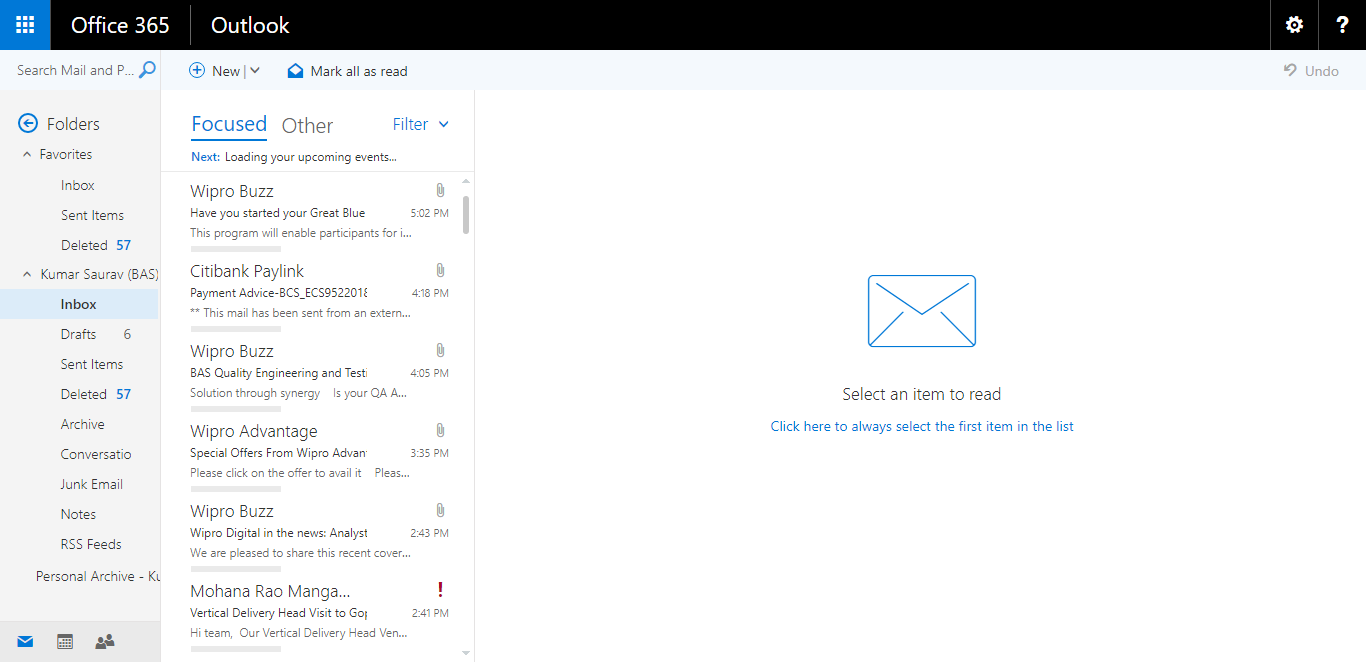 Office 365 Outlook ?
Search Mail and P...
New
Mark all as read
Undo
Folders
Favorites
Inbox
Sent Items
Deleted 57
Kumar Saurav (BAS)
Inbox
Drafts 6
Sent Items
Deleted 57
Archive
Conversatio
Junk Email
Notes
RSS Feeds
Personal Archive - Ku
Focused Other Filter
Next: Loading your upcoming events...
Wipro Buzz
Have you started your Great Blue 5:02 PM
This program will enable participants for i...
Citibank Paylink
Payment Advice-BCS_ECS9522018 4:18 PM
** This mail has been sent from an extern...
Wipro Buzz
BAS Quality Engineering and Testi 4:05 PM
Solution through synergy Is your QA A...
Wipro Advantage
Special Offers From Wipro Advan 3:35 PM
Please click on the offer to avail it Pleas...
Wipro Buzz
Wipro Digital in the news: Analyst 2:43 PM
We are pleased to share this recent cover...
Mohana Rao Manga... !
Vertical Delivery Head Visit to Gop 2:41 PM
Hi team, Our Vertical Delivery Head Ven...
Select an item to read
Click here to always select the first item in the list